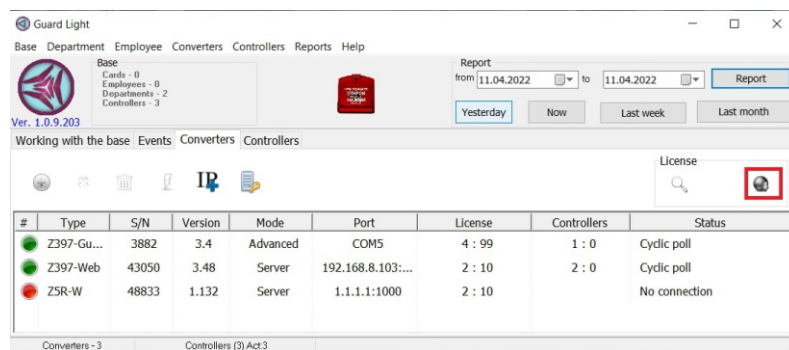 Guard Light
Base Department Employee Converters Controllers Reports Help
Base
Cards - 0
Employees - 0
Departments - 2
Controllers - 3
Ver. 1.0.9.203
Report
from 11.04.2022 to 11.04.2022 Report
Yesterday Now Last week Last month
Working with the base Events Converters Controllers
IP
License
# Type S/N Version Mode Port License Controllers Status
Z397-Gu... 3882 3.4 Advanced COM5 4 : 99 1 : 0 Cyclic poll
Z397-Web 43050 3.48 Server 192.168.8.103:... 2 : 10 2 : 0 Cyclic poll
Z5R-W 48833 1.132 Server 1.1.1.1:1000 2 : 10 No connection
Converters - 3 Controllers (3) Act 3